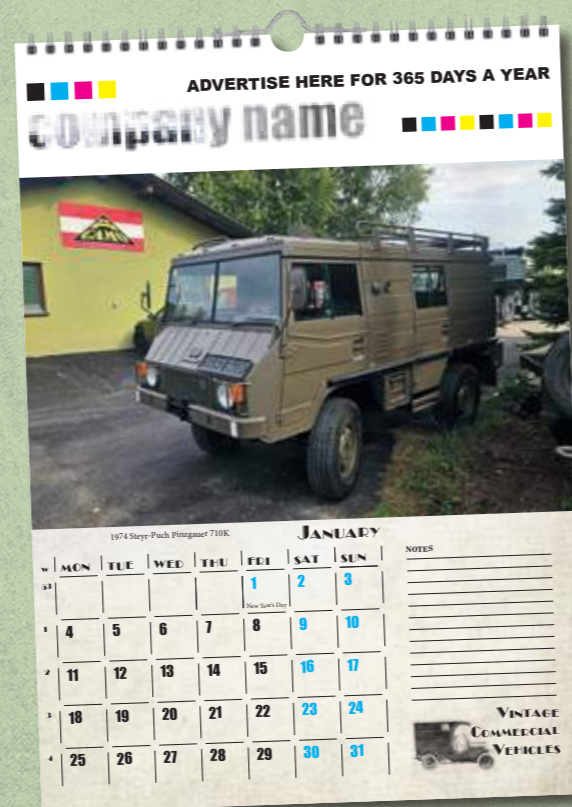 ADVERTISE HERE FOR 365 DAYS A YEAR
company name
1974 Steyr-Puch Pinzgauer 710K
JANUARY
W MON TUE WED THU FRI SAT SUN
53 1 2 3
New Year's Day
1 4 5 6 7 8 9 10
2 11 12 13 14 15 16 17
3 18 19 20 21 22 23 24
4 25 26 27 28 29 30 31
NOTES
VINTAGE
COMMERCIAL
VEHICLES